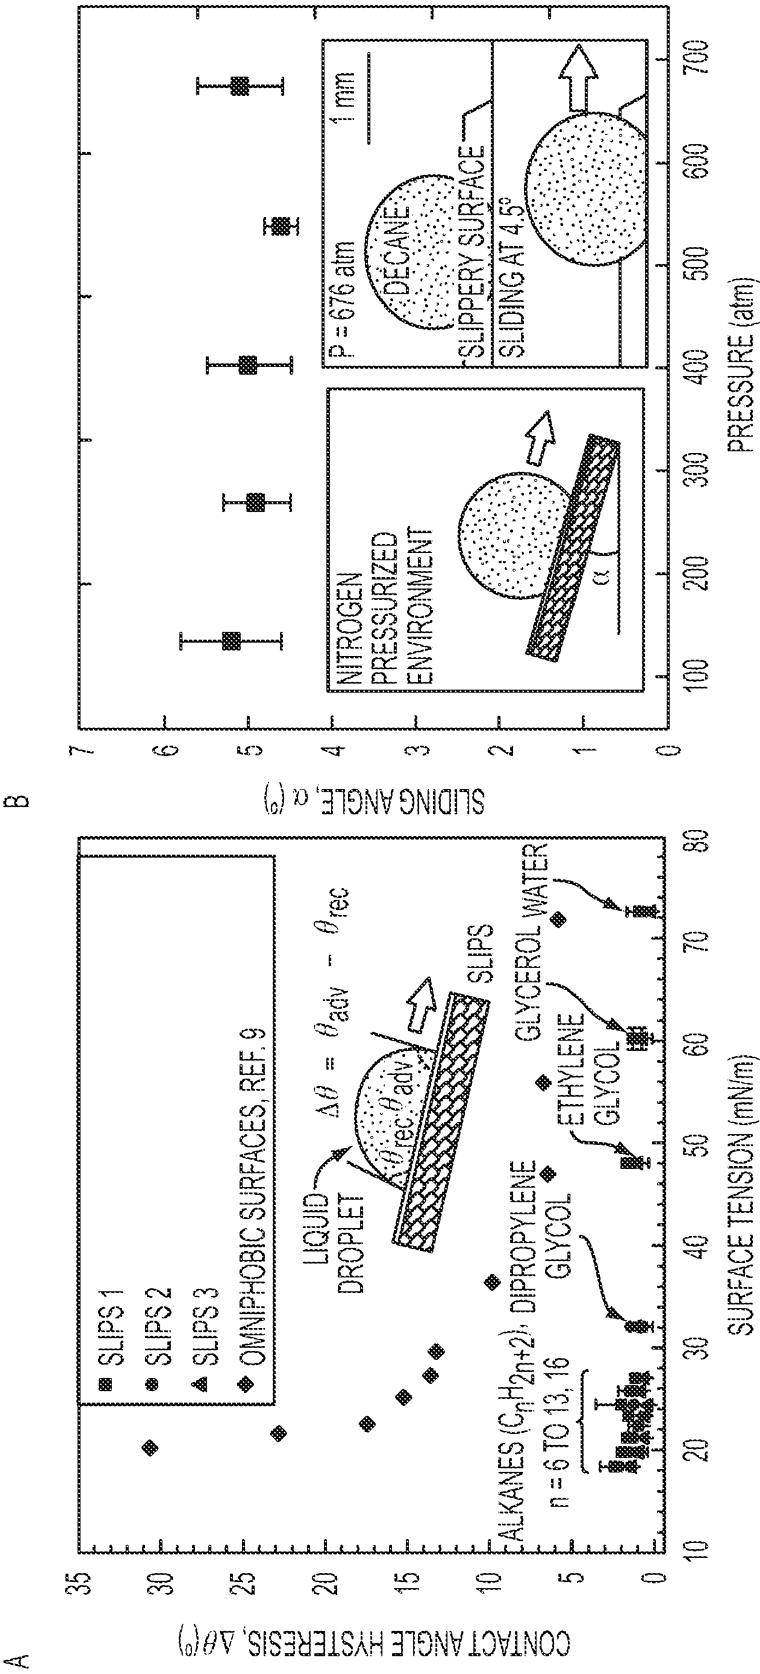 A
CONTACT ANGLE HYSTERESIS, Δθ(º)
35
30
25
20
15
10
5
0
SLIPS 1
SLIPS 2
SLIPS 3
OMNIPHOBIC SURFACES, REF. 9
LIQUID
DROPLET
Δθ = θadv − θrec
θrec
θadv
SLIPS
ALKANES (CnH2n+2),
n = 6 TO 13, 16
DIPROPYLENE
GLYCOL
ETHYLENE
GLYCOL
GLYCEROL
WATER
10
20
30
40
50
60
70
80
SURFACE TENSION (mN/m)
B
SLIDING ANGLE, α (º)
7
6
5
4
3
2
1
0
NITROGEN
PRESSURIZED
ENVIRONMENT
α
P = 676 atm
1 mm
DECANE
SLIPPERY SURFACE
SLIDING AT 4.5º
100
200
300
400
500
600
700
PRESSURE (atm)